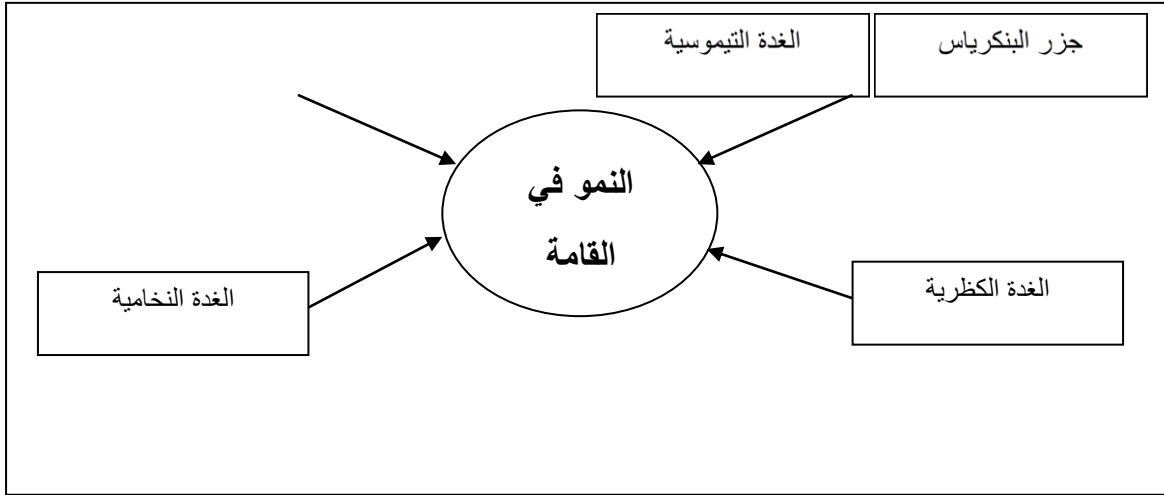 جزر البنكرياس
الغدة التيموسية
النمو في
القامة
الغدة الكظرية
الغدة النخامية